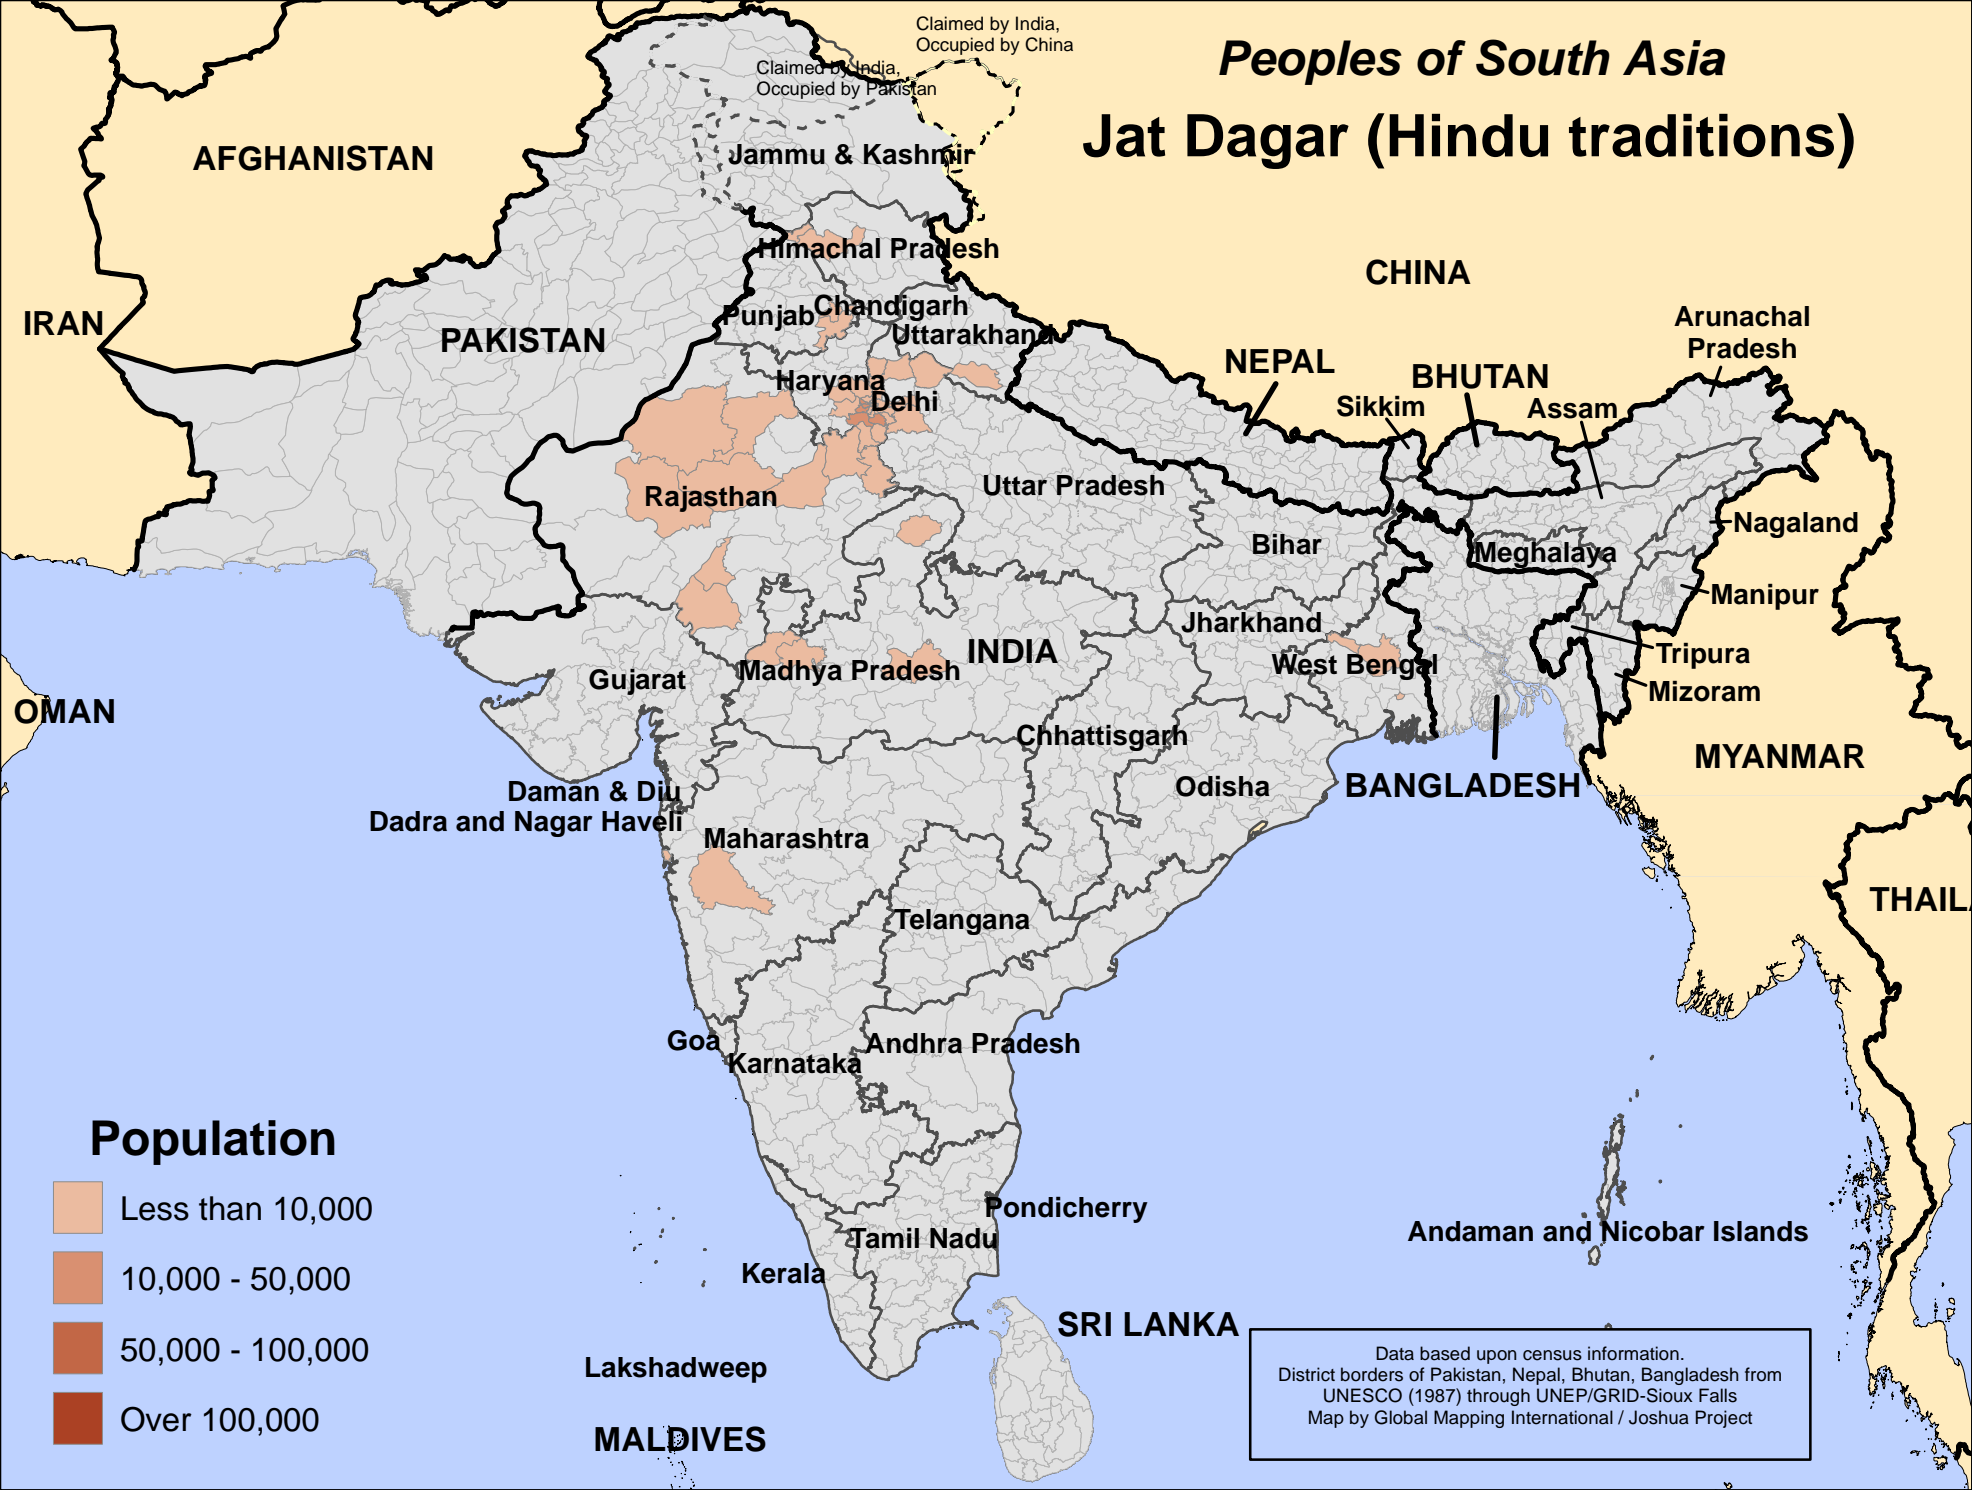 Claimed by India,
Occupied by China
Peoples of South Asia
Claimed by India,
Occupied by Pakistan
Jat Dagar (Hindu traditions)
AFGHANISTAN
Jammu & Kashmir
Himachal Pradesh
CHINA
IRAN
PAKISTAN
Punjab
Chandigarh
Uttarakhand
Arunachal
Pradesh
NEPAL
BHUTAN
Haryana
Delhi
Sikkim
Assam
Rajasthan
Uttar Pradesh
Nagaland
Bihar
Meghalaya
Manipur
Jharkhand
INDIA
West Bengal
Tripura
Gujarat
Madhya Pradesh
Mizoram
OMAN
Chhattisgarh
MYANMAR
Odisha
BANGLADESH
Daman & Diu
Dadra and Nagar Haveli
Maharashtra
THAIL
Telangana
Goa
Karnataka
Andhra Pradesh
Pondicherry
Tamil Nadu
Andaman and Nicobar Islands
Kerala
SRI LANKA
Lakshadweep
MALDIVES
Population
Less than 10,000
10,000 - 50,000
50,000 - 100,000
Over 100,000
Data based upon census information.
District borders of Pakistan, Nepal, Bhutan, Bangladesh from
UNESCO (1987) through UNEP/GRID-Sioux Falls
Map by Global Mapping International / Joshua Project